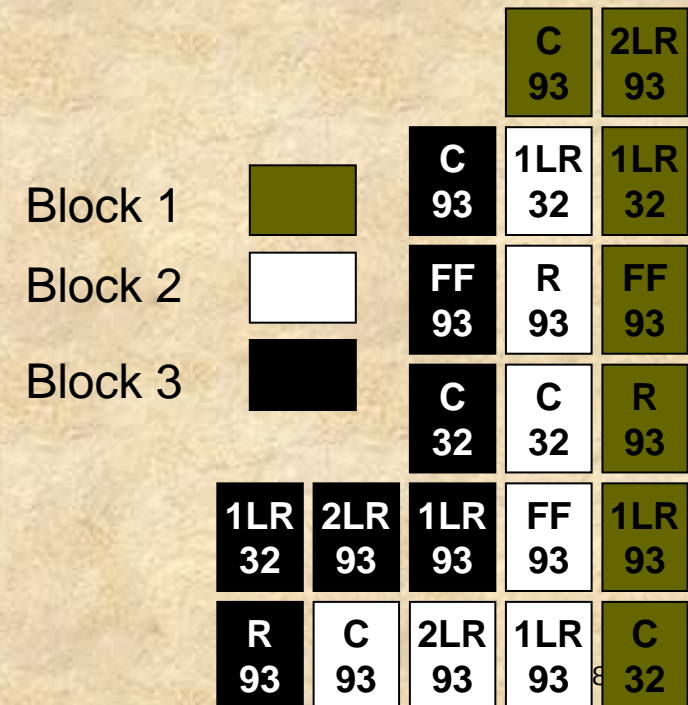 C 2LR
93 93
C 1LR 1LR
93 32 32
Block 1
Block 2
FF R FF
93 93 93
Block 3
C C R
32 32 93
1LR 2LR 1LR FF 1LR
32 93 93 93 93
R C 2LR 1LR C
93 93 93 93 8 32